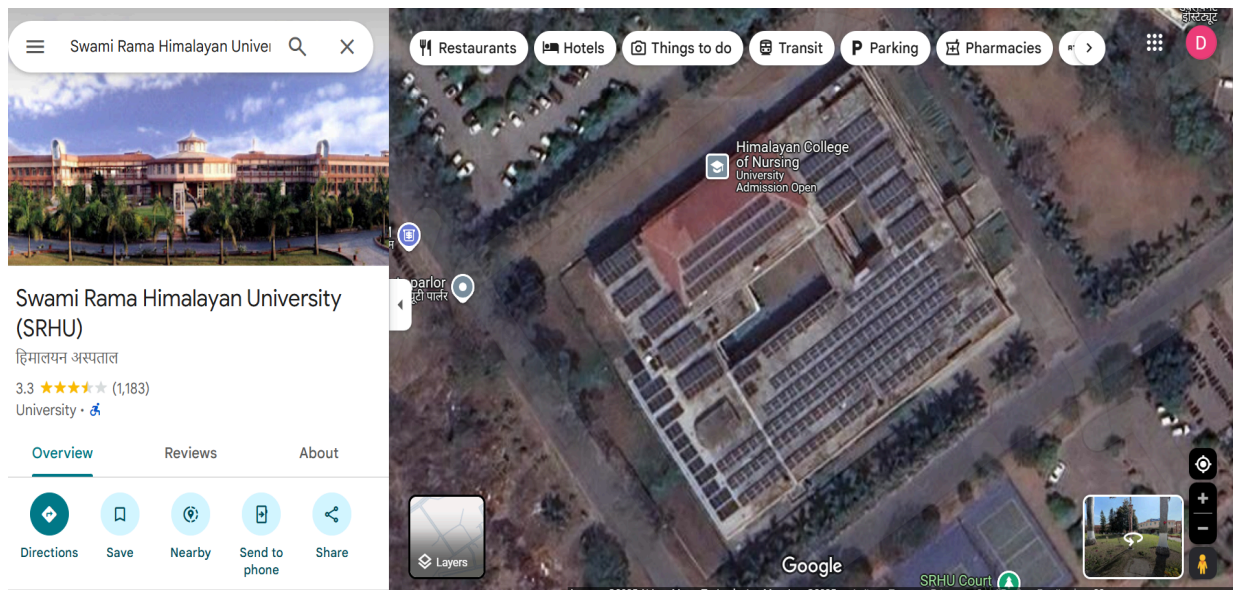 Swami Rama Himalayan Univer
Swami Rama Himalayan University
(SRHU)
हिमालयन अस्पताल
3.3 (1,183)
University ·
Overview Reviews About
Directions Save Nearby Send to
phone Share
Restaurants Hotels Things to do Transit Parking Pharmacies
D
इंस्टिट्यूट
Himalayan College
of Nursing
University
Admission Open
parlor
यूटी पार्लर
Layers
Google
SRHU Court